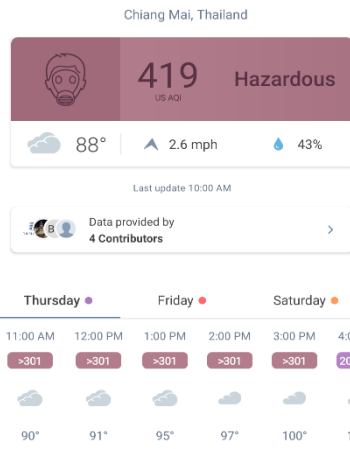 Chiang Mai, Thailand
419 Hazardous
US AQI
88° 2.6 mph 43%
Last update 10:00 AM
Data provided by
B
4 Contributors
Thursday Friday Saturday
11:00 AM 12:00 PM 1:00 PM 2:00 PM 3:00 PM
>301 >301 >301 >301 >301
90° 91° 95° 97° 100°